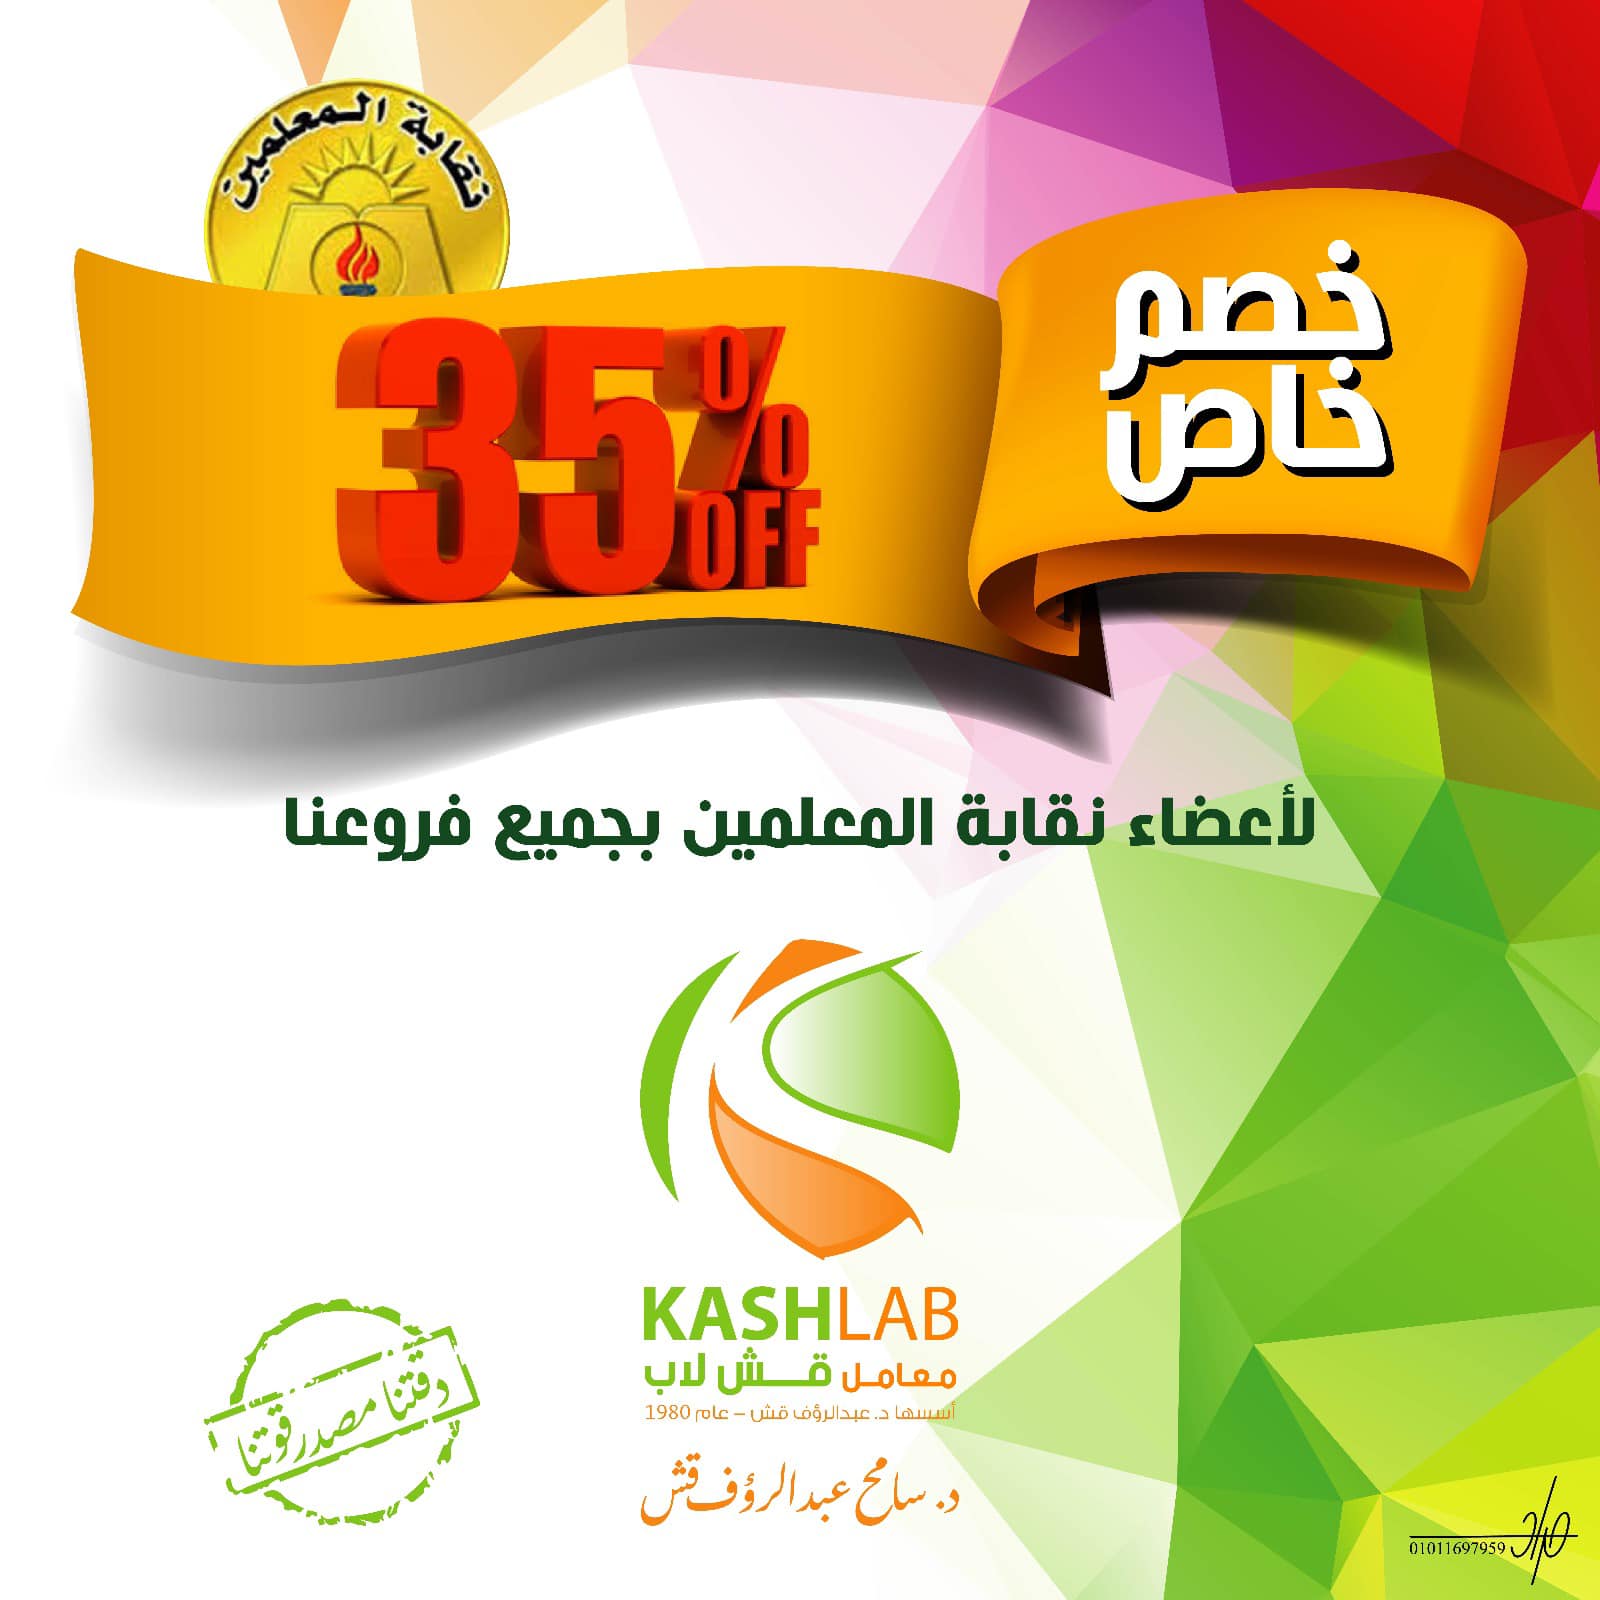 نقابة المعلمين
خصم
خاص
35%
OFF
لأعضاء نقابة المعلمين بجميع فروعنا
KASHLAB
معامل قش لاب
أسسها د. عبدالرؤف قش – عام 1980
د. سامح عبدالرؤف قش
دقتنا مصدر قوتنا
01011697959